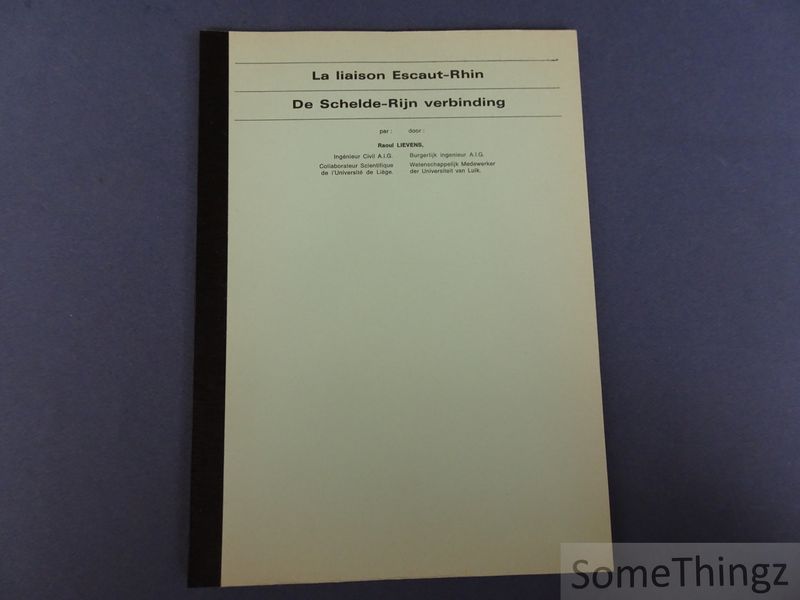 La liaison Escaut-Rhin
De Schelde-Rijn verbinding
par : door :
Raoul LIEVENS,
Ingénieur Civil A.I.G. Burgerlijk ingenieur A.I.G.
Collaborateur Scientifique Wetenschappelijk Medewerker
de l'Université de Liège. der Universiteit van Luik.
SomeThingz